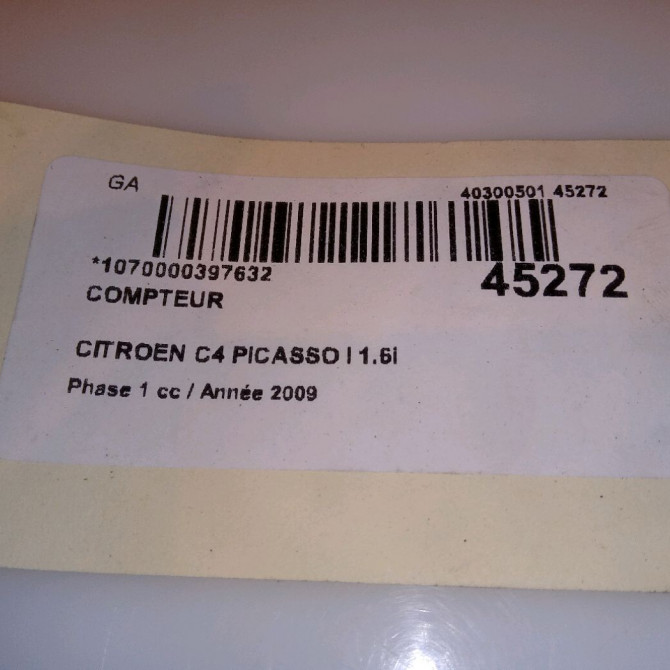 GA
40300501 45272
*1070000397632
45272
COMPTEUR
CITROEN C4 PICASSO I 1.6i
Phase 1 cc / Année 2009